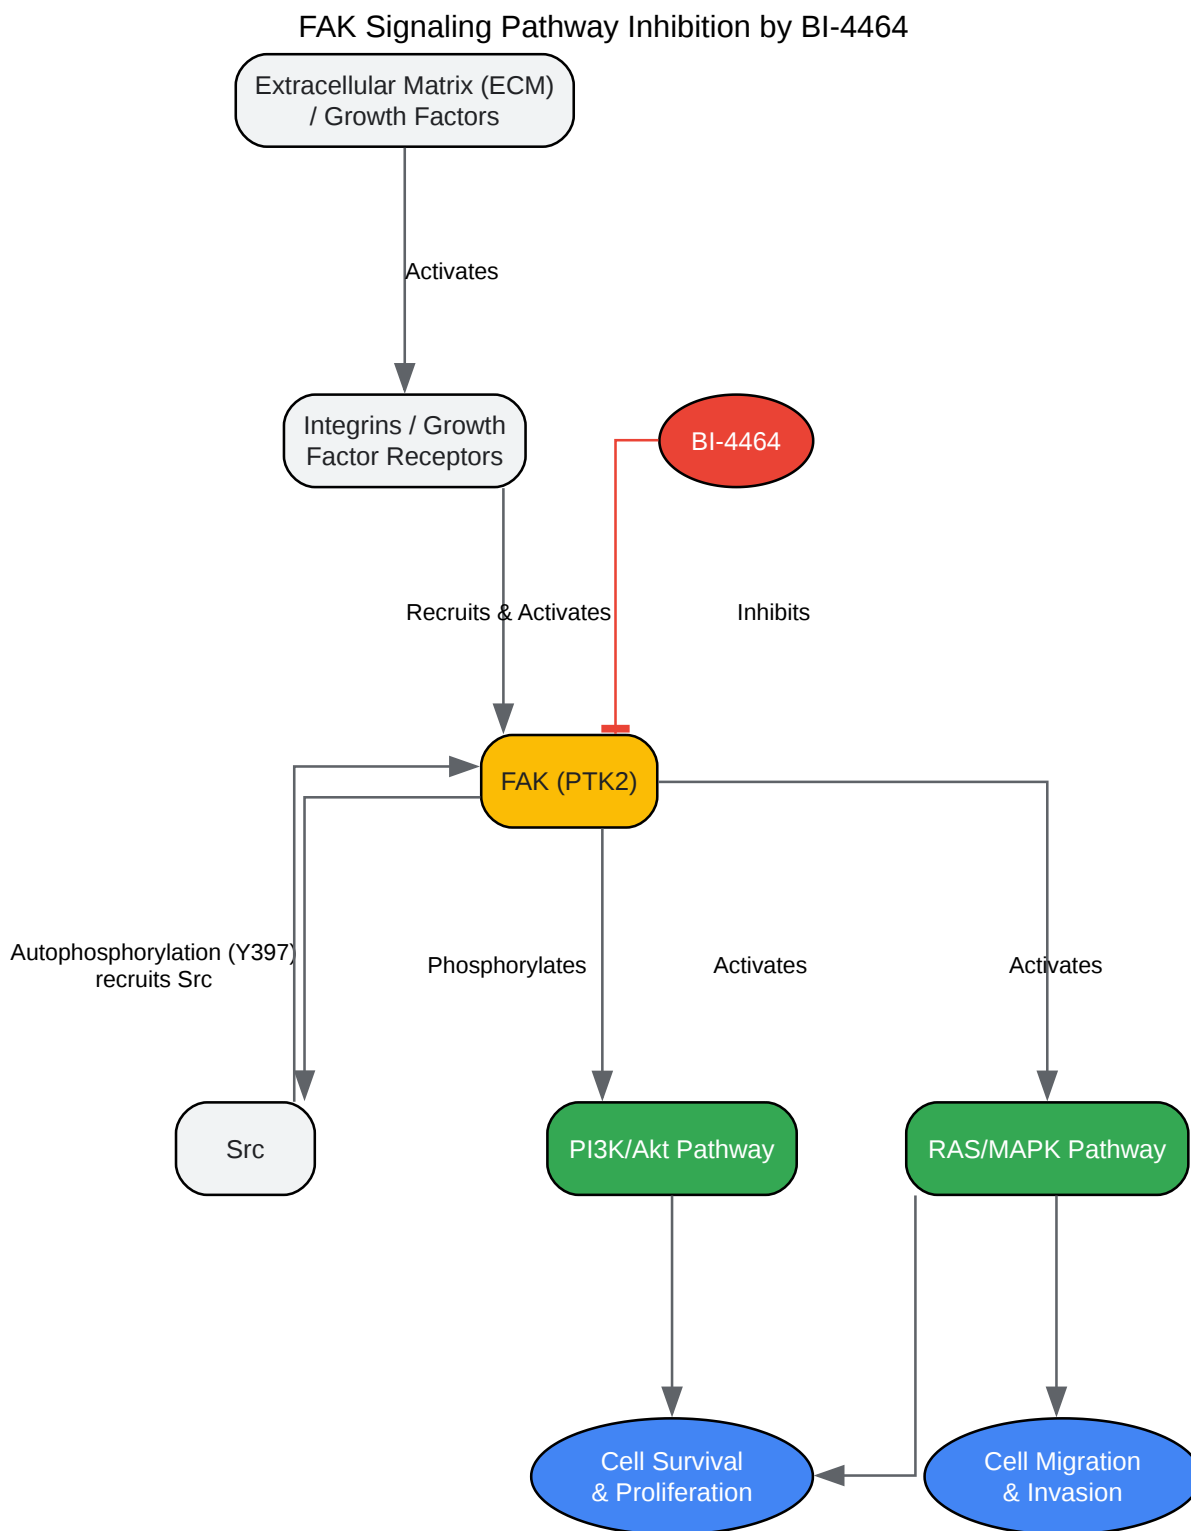 FAK Signaling Pathway Inhibition by BI-4464
Extracellular Matrix (ECM)
/ Growth Factors
Activates
Integrins / Growth
Factor Receptors
BI-4464
Recruits & Activates
Inhibits
FAK (PTK2)
Autophosphorylation (Y397)
recruits Src
Phosphorylates
Activates
Activates
Src
PI3K/Akt Pathway
RAS/MAPK Pathway
Cell Survival
& Proliferation
Cell Migration
& Invasion